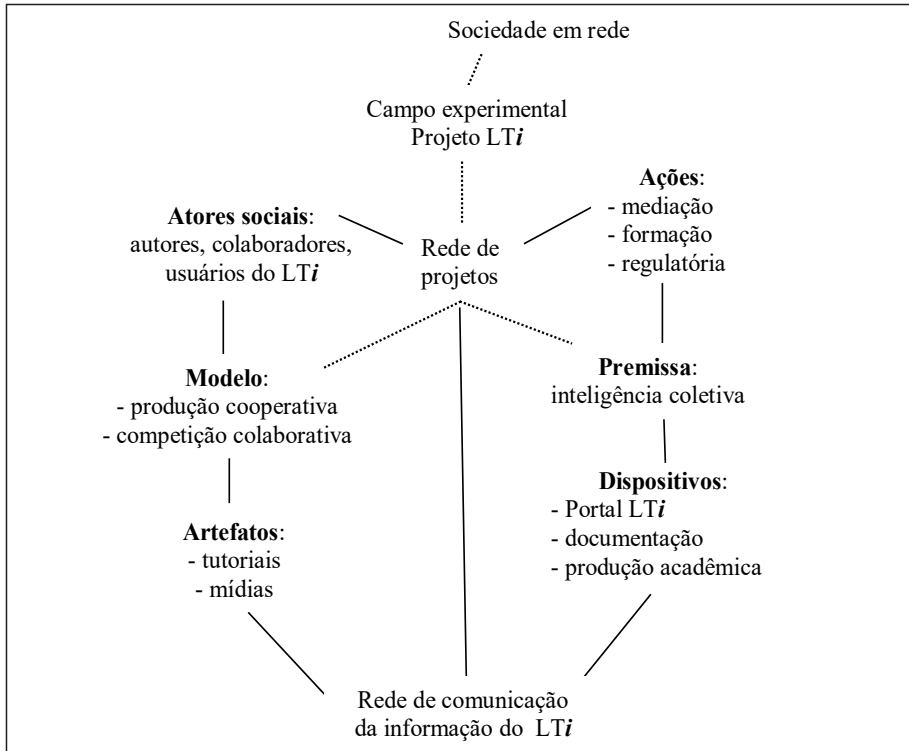 Sociedade em rede
Campo experimental
Projeto LTi
Atores sociais:
autores, colaboradores,
usuários do LTi
Rede de
projetos
Ações:
- mediação
- formação
- regulatória
Modelo:
- produção cooperativa
- competição colaborativa
Premissa:
inteligência coletiva
Artefatos:
- tutoriais
- mídias
Dispositivos:
- Portal LTi
- documentação
- produção acadêmica
Rede de comunicação
da informação do LTi